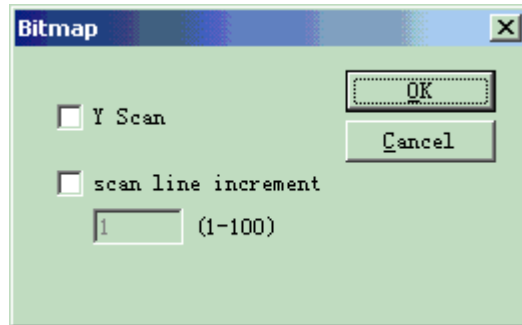 Bitmap
OK
Y Scan
Cancel
scan line increment
1 (1-100)